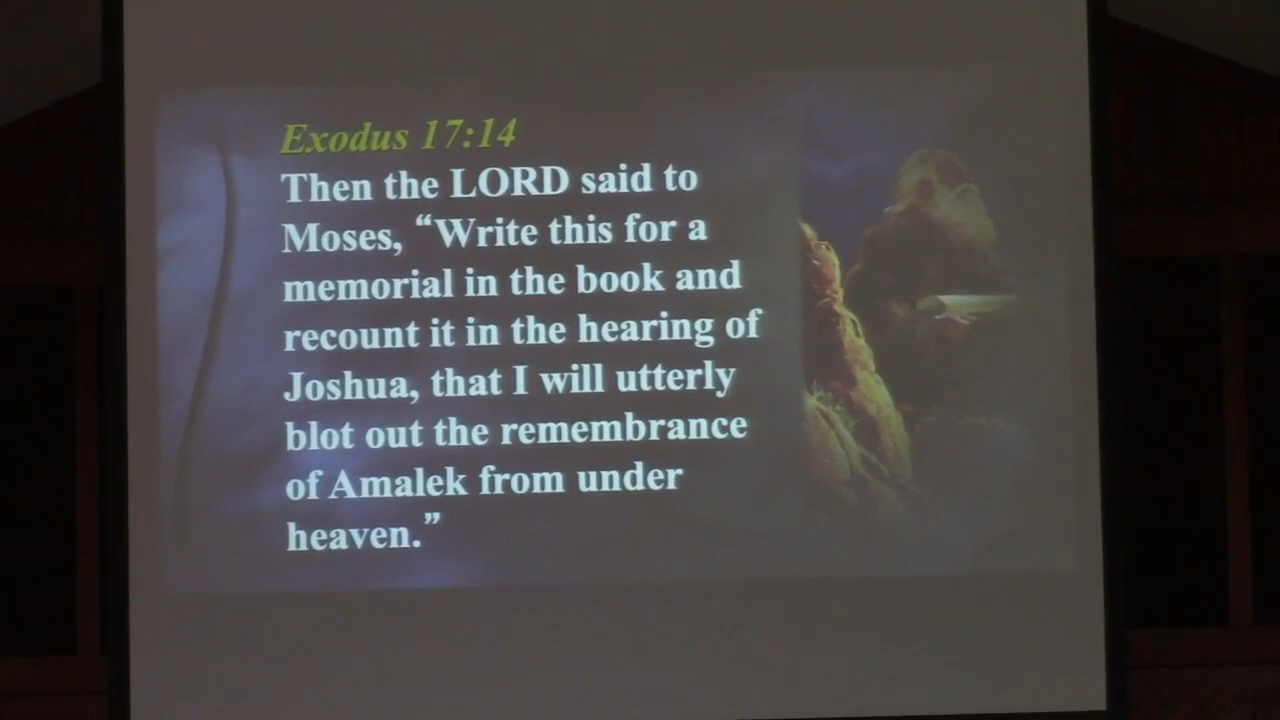 Exodus 17:14
Then the LORD said to
Moses, “Write this for a
memorial in the book and
recount it in the hearing of
Joshua, that I will utterly
blot out the remembrance
of Amalek from under
heaven.”